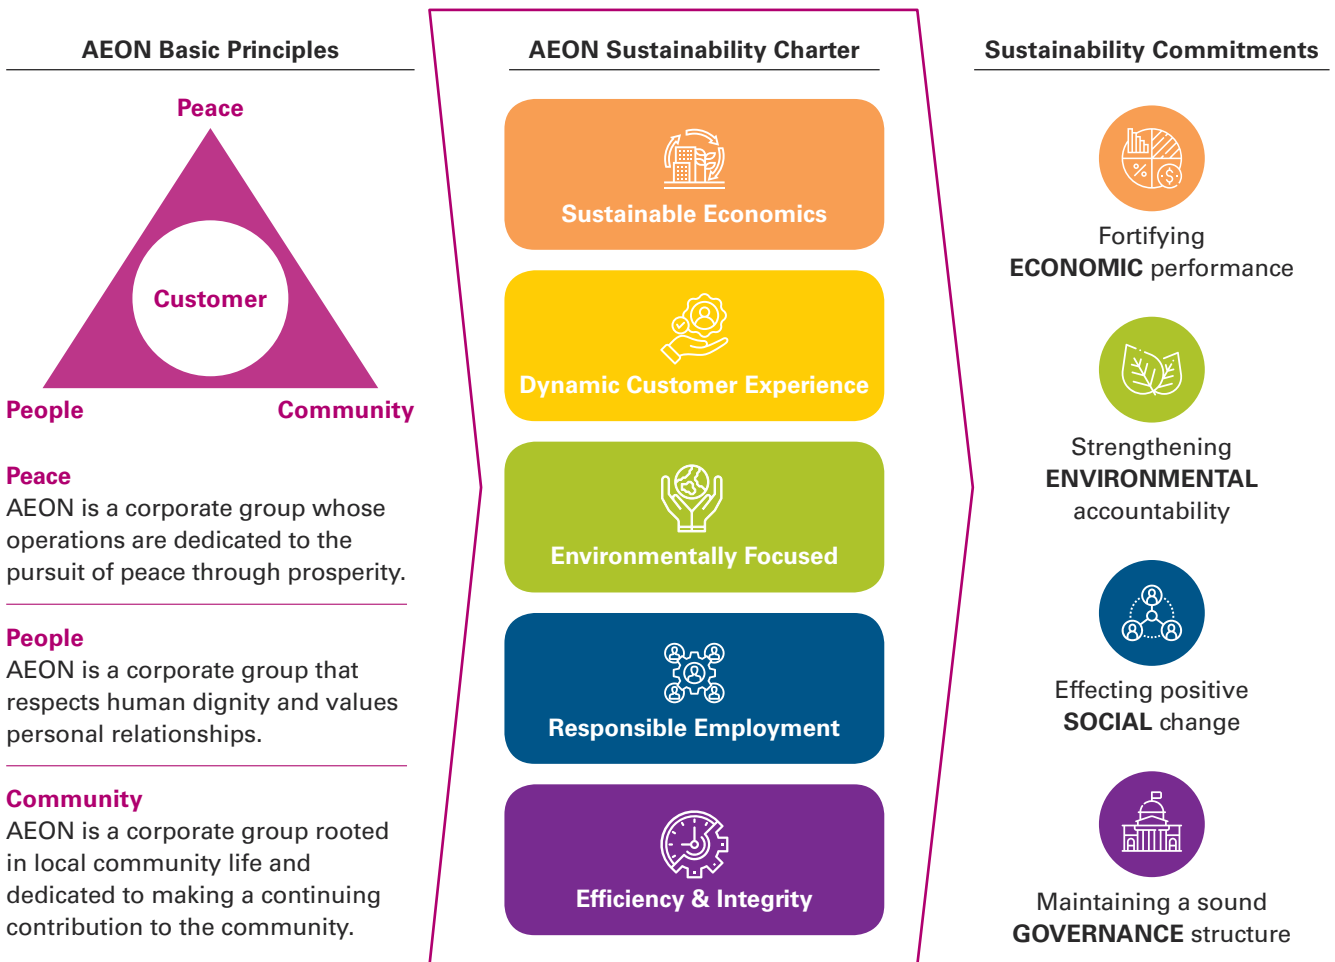 AEON Basic Principles
Peace
Customer
People
Community
Peace
AEON is a corporate group whose
operations are dedicated to the
pursuit of peace through prosperity.
People
AEON is a corporate group that
respects human dignity and values
personal relationships.
Community
AEON is a corporate group rooted
in local community life and
dedicated to making a continuing
contribution to the community.
AEON Sustainability Charter
Sustainable Economics
Dynamic Customer Experience
Environmentally Focused
Responsible Employment
Efficiency & Integrity
Sustainability Commitments
%
$
Fortifying
ECONOMIC performance
Strengthening
ENVIRONMENTAL
accountability
Effecting positive
SOCIAL change
Maintaining a sound
GOVERNANCE structure